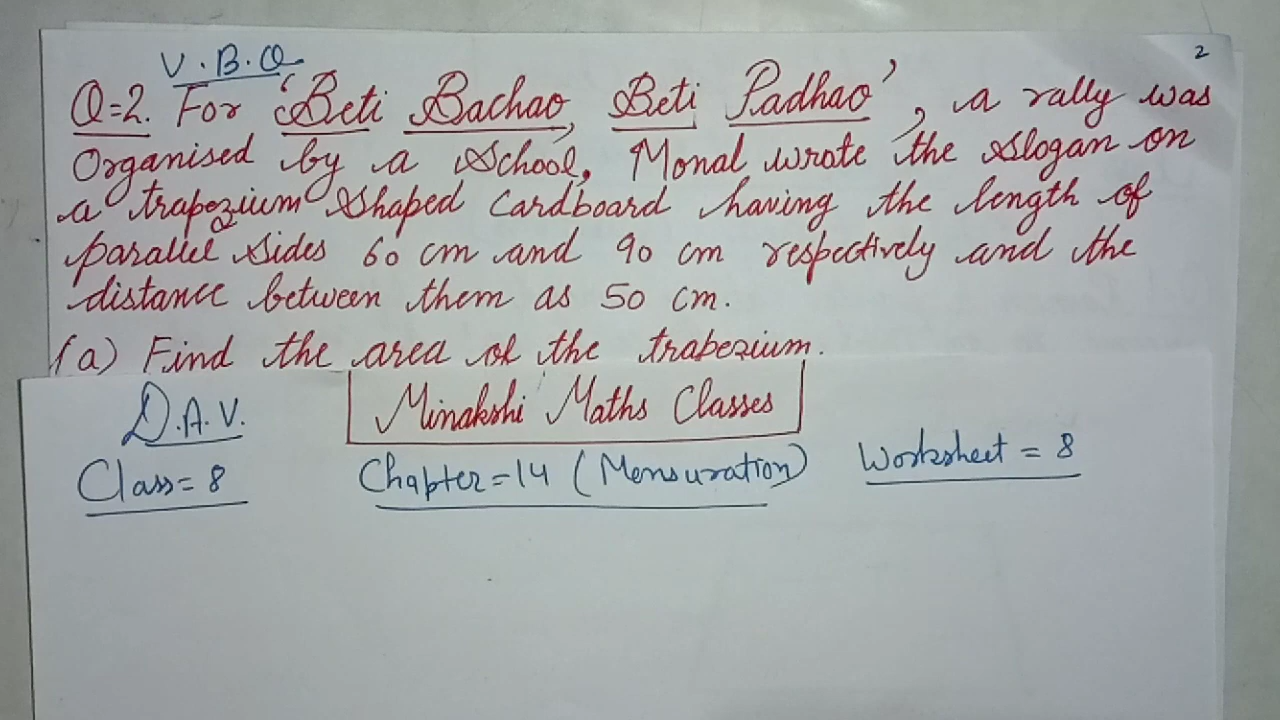 V.B.Q
2
Q=2. For 'Beti Bachao, Beti Padhao', a rally was
Organised by a School, Monal wrote the slogan on
a trapezium shaped cardboard having the length of
parallel sides 60 cm and 90 cm respectively and the
distance between them as 50 cm.
(a) Find the area of the trapezium.
D.A.V.
Minakshi Maths Classes
Class=8
Chapter=14 (Mensuration)
Worksheet = 8